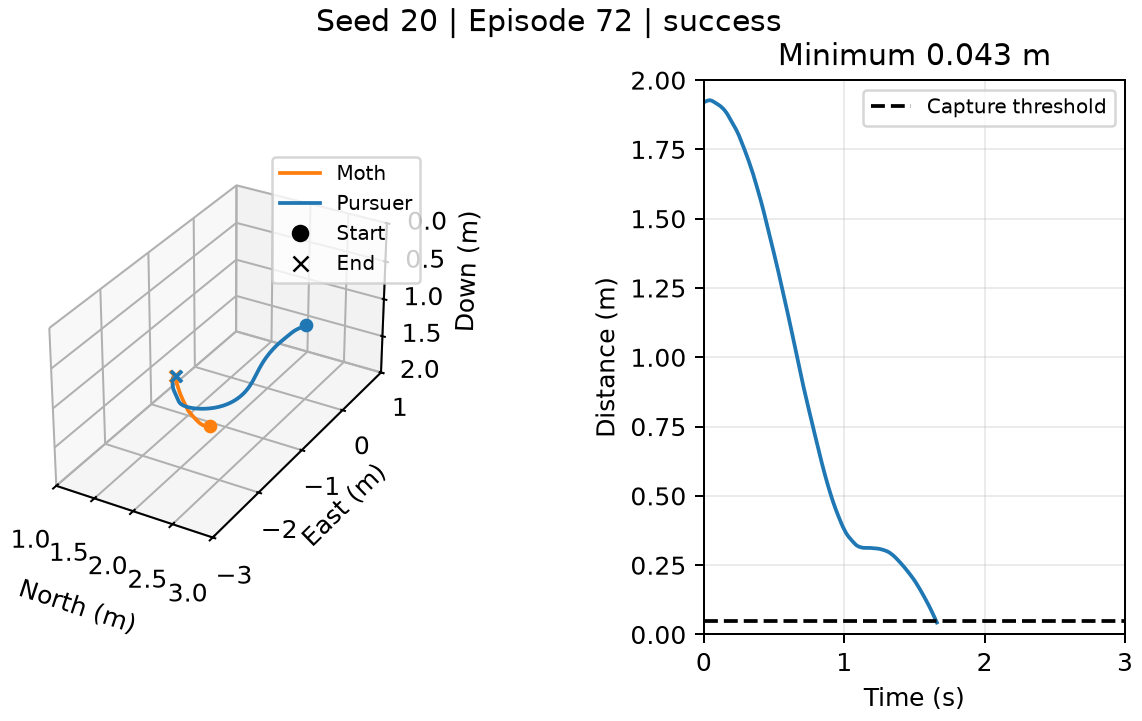 Seed 20 | Episode 72 | success
Moth
Pursuer
Start
End
0.0
0.5
1.0
1.5
2.0
Down (m)
1
0
−1
−2
−3
East (m)
1.0
1.5
2.0
2.5
3.0
North (m)
Minimum 0.043 m
Capture threshold
2.00
1.75
1.50
1.25
1.00
0.75
0.50
0.25
0.00
Distance (m)
0 1 2 3
Time (s)